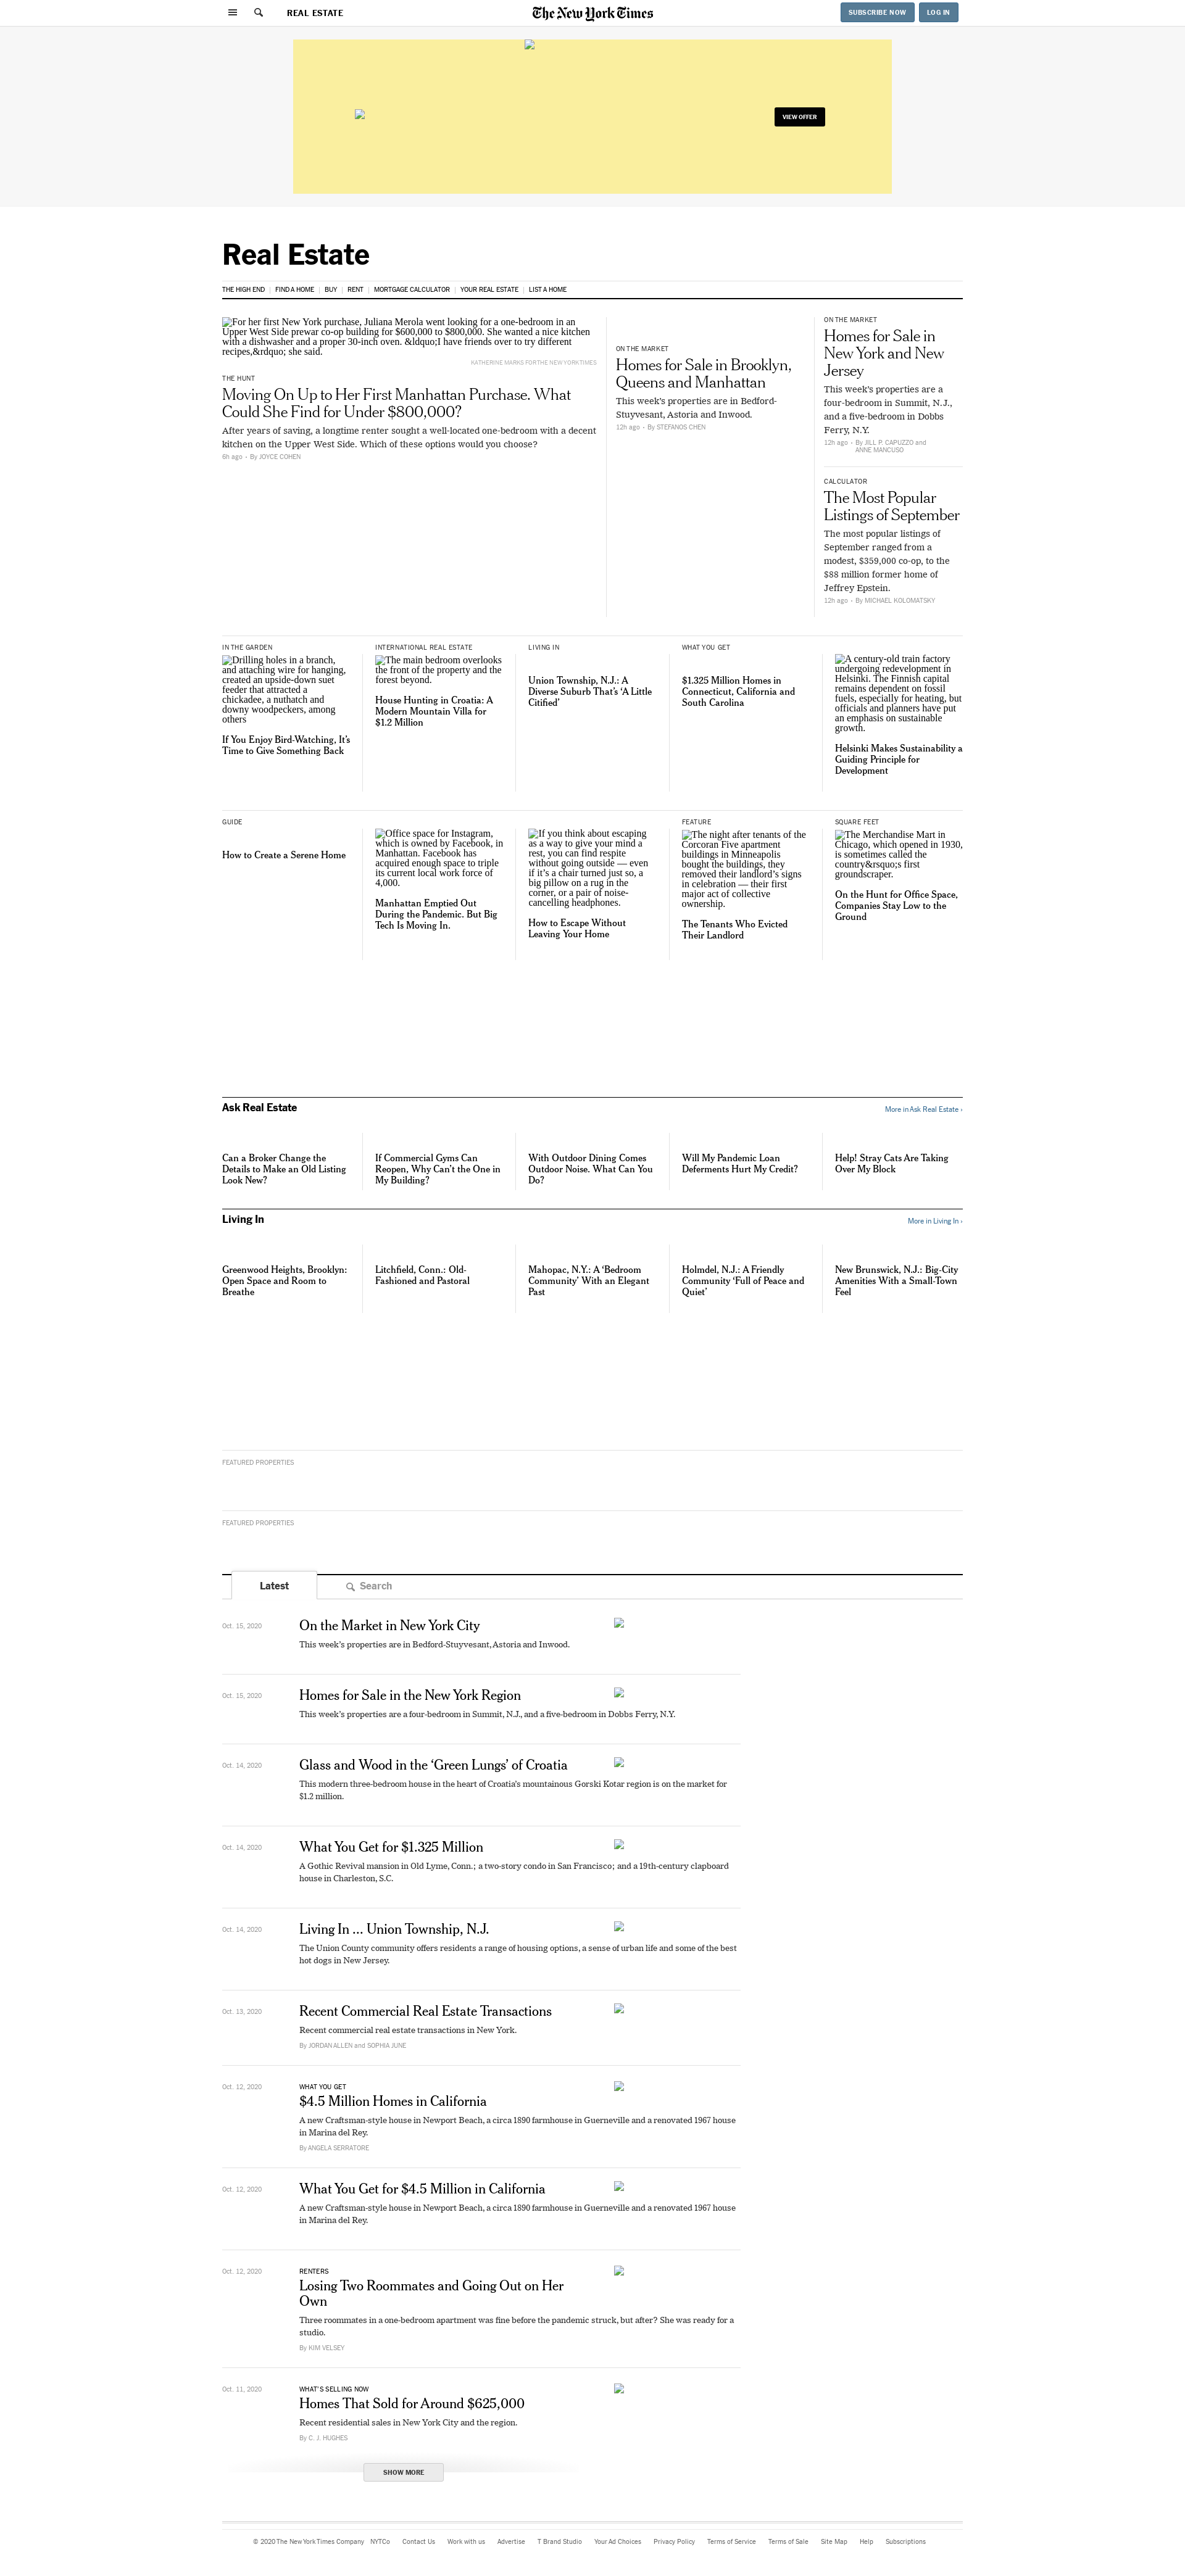 REAL ESTATE
The New York Times
SUBSCRIBE NOW
LOG IN
VIEW OFFER
Real Estate
THE HIGH END | FIND A HOME | BUY | RENT | MORTGAGE CALCULATOR | YOUR REAL ESTATE | LIST A HOME
For her first New York purchase, Juliana Merola went looking for a one-bedroom in an
Upper West Side prewar co-op building for $600,000 to $800,000. She wanted a nice kitchen
with a dishwasher and a proper 30-inch oven. &ldquo;I have friends over to try different
recipes,&rdquo; she said.
KATHERINE MARKS FOR THE NEW YORK TIMES
THE HUNT
Moving On Up to Her First Manhattan Purchase. What
Could She Find for Under $800,000?
After years of saving, a longtime renter sought a well-located one-bedroom with a decent
kitchen on the Upper West Side. Which of these options would you choose?
6h ago • By JOYCE COHEN
ON THE MARKET
Homes for Sale in Brooklyn,
Queens and Manhattan
This week's properties are in Bedford-
Stuyvesant, Astoria and Inwood.
12h ago • By STEFANOS CHEN
ON THE MARKET
Homes for Sale in
New York and New
Jersey
This week's properties are a
four-bedroom in Summit, N.J.,
and a five-bedroom in Dobbs
Ferry, N.Y.
12h ago • By JILL P. CAPUZZO and
ANNE MANCUSO
CALCULATOR
The Most Popular
Listings of September
The most popular listings of
September ranged from a
modest, $359,000 co-op, to the
$88 million former home of
Jeffrey Epstein.
12h ago • By MICHAEL KOLOMATSKY
IN THE GARDEN
Drilling holes in a branch,
and attaching wire for hanging,
created an upside-down suet
feeder that attracted a
chickadee, a nuthatch and
downy woodpeckers, among
others
If You Enjoy Bird-Watching, It's
Time to Give Something Back
INTERNATIONAL REAL ESTATE
The main bedroom overlooks
the front of the property and the
forest beyond.
House Hunting in Croatia: A
Modern Mountain Villa for
$1.2 Million
LIVING IN
Union Township, N.J.: A
Diverse Suburb That's ‘A Little
Citified’
WHAT YOU GET
$1.325 Million Homes in
Connecticut, California and
South Carolina
A century-old train factory
undergoing redevelopment in
Helsinki. The Finnish capital
remains dependent on fossil
fuels, especially for heating, but
officials and planners have put
an emphasis on sustainable
growth.
Helsinki Makes Sustainability a
Guiding Principle for
Development
GUIDE
How to Create a Serene Home
Office space for Instagram,
which is owned by Facebook, in
Manhattan. Facebook has
acquired enough space to triple
its current local work force of
4,000.
Manhattan Emptied Out
During the Pandemic. But Big
Tech Is Moving In.
If you think about escaping
as a way to give your mind a
rest, you can find respite
without going outside — even
if it's a chair turned just so, a
big pillow on a rug in the
corner, or a pair of noise-
cancelling headphones.
How to Escape Without
Leaving Your Home
FEATURE
The night after tenants of the
Corcoran Five apartment
buildings in Minneapolis
bought the buildings, they
removed their landlord's signs
in celebration — their first
major act of collective
ownership.
The Tenants Who Evicted
Their Landlord
SQUARE FEET
The Merchandise Mart in
Chicago, which opened in 1930,
is sometimes called the
country&rsquo;s first
groundscraper.
On the Hunt for Office Space,
Companies Stay Low to the
Ground
Ask Real Estate
More in Ask Real Estate ›
Can a Broker Change the
Details to Make an Old Listing
Look New?
If Commercial Gyms Can
Reopen, Why Can't the One in
My Building?
With Outdoor Dining Comes
Outdoor Noise. What Can You
Do?
Will My Pandemic Loan
Deferments Hurt My Credit?
Help! Stray Cats Are Taking
Over My Block
Living In
More in Living In ›
Greenwood Heights, Brooklyn:
Open Space and Room to
Breathe
Litchfield, Conn.: Old-
Fashioned and Pastoral
Mahopac, N.Y.: A ‘Bedroom
Community’ With an Elegant
Past
Holmdel, N.J.: A Friendly
Community ‘Full of Peace and
Quiet’
New Brunswick, N.J.: Big-City
Amenities With a Small-Town
Feel
FEATURED PROPERTIES
FEATURED PROPERTIES
Latest
Search
Oct. 15, 2020
On the Market in New York City
This week's properties are in Bedford-Stuyvesant, Astoria and Inwood.
Oct. 15, 2020
Homes for Sale in the New York Region
This week's properties are a four-bedroom in Summit, N.J., and a five-bedroom in Dobbs Ferry, N.Y.
Oct. 14, 2020
Glass and Wood in the ‘Green Lungs’ of Croatia
This modern three-bedroom house in the heart of Croatia's mountainous Gorski Kotar region is on the market for
$1.2 million.
Oct. 14, 2020
What You Get for $1.325 Million
A Gothic Revival mansion in Old Lyme, Conn.; a two-story condo in San Francisco; and a 19th-century clapboard
house in Charleston, S.C.
Oct. 14, 2020
Living In ... Union Township, N.J.
The Union County community offers residents a range of housing options, a sense of urban life and some of the best
hot dogs in New Jersey.
Oct. 13, 2020
Recent Commercial Real Estate Transactions
Recent commercial real estate transactions in New York.
By JORDAN ALLEN and SOPHIA JUNE
Oct. 12, 2020
WHAT YOU GET
$4.5 Million Homes in California
A new Craftsman-style house in Newport Beach, a circa 1890 farmhouse in Guerneville and a renovated 1967 house
in Marina del Rey.
By ANGELA SERRATORE
Oct. 12, 2020
What You Get for $4.5 Million in California
A new Craftsman-style house in Newport Beach, a circa 1890 farmhouse in Guerneville and a renovated 1967 house
in Marina del Rey.
Oct. 12, 2020
RENTERS
Losing Two Roommates and Going Out on Her
Own
Three roommates in a one-bedroom apartment was fine before the pandemic struck, but after? She was ready for a
studio.
By KIM VELSEY
Oct. 11, 2020
WHAT'S SELLING NOW
Homes That Sold for Around $625,000
Recent residential sales in New York City and the region.
By C. J. HUGHES
SHOW MORE
© 2020 The New York Times Company NYTCo Contact Us Work with us Advertise T Brand Studio Your Ad Choices Privacy Policy Terms of Service Terms of Sale Site Map Help Subscriptions